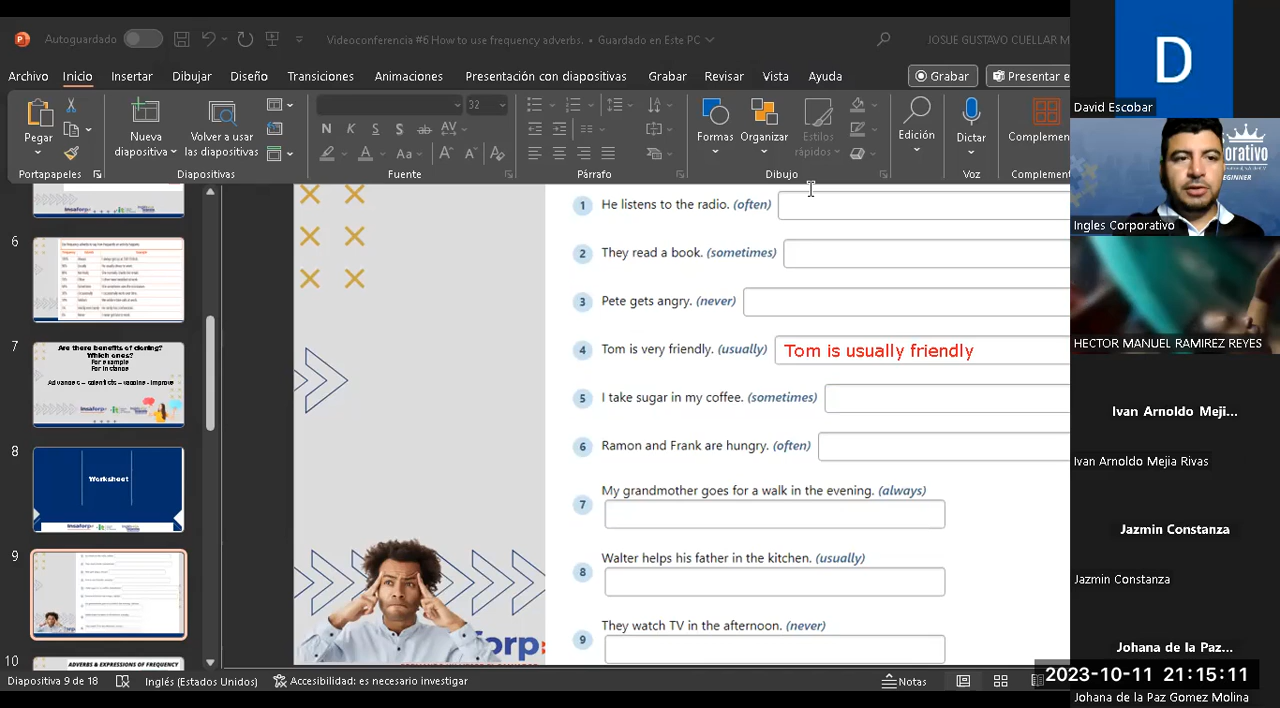 Autoguardado
Videoconferencia #6 How to use frequency adverbs. • Guardado en Este PC
JOSUE GUSTAVO CUELLAR M
Archivo Inicio Insertar Dibujar Diseño Transiciones Animaciones Presentación con diapositivas Grabar Revisar Vista Ayuda
Grabar
Presentar e
32
Pegar
Nueva diapositiva
Volver a usar las diapositivas
Formas
Organizar
Estilos rápidos
Edición
Dictar
Complemen
Portapapeles
Diapositivas
Fuente
Párrafo
Dibujo
Voz
Complement
6
7
Are there benefits of cloning?
Which ones?
For example
For instance
8
Worksheet
9
10
ADVERBS & EXPRESSIONS OF FREQUENCY
1 He listens to the radio. (often)
2 They read a book. (sometimes)
3 Pete gets angry. (never)
4 Tom is very friendly. (usually) Tom is usually friendly
5 I take sugar in my coffee. (sometimes)
6 Ramon and Frank are hungry. (often)
7 My grandmother goes for a walk in the evening. (always)
8 Walter helps his father in the kitchen. (usually)
9 They watch TV in the afternoon. (never)
Diapositiva 9 de 18
Inglés (Estados Unidos)
Accesibilidad: es necesario investigar
Notas
D
David Escobar
orativo
GINNER
Ingles Corporativo
HECTOR MANUEL RAMIREZ REYES
Ivan Arnoldo Meji...
Ivan Arnoldo Mejia Rivas
Jazmin Constanza
Jazmin Constanza
Johana de la Paz...
2023-10-11 21:15:11
Johana de la Paz Gomez Molina